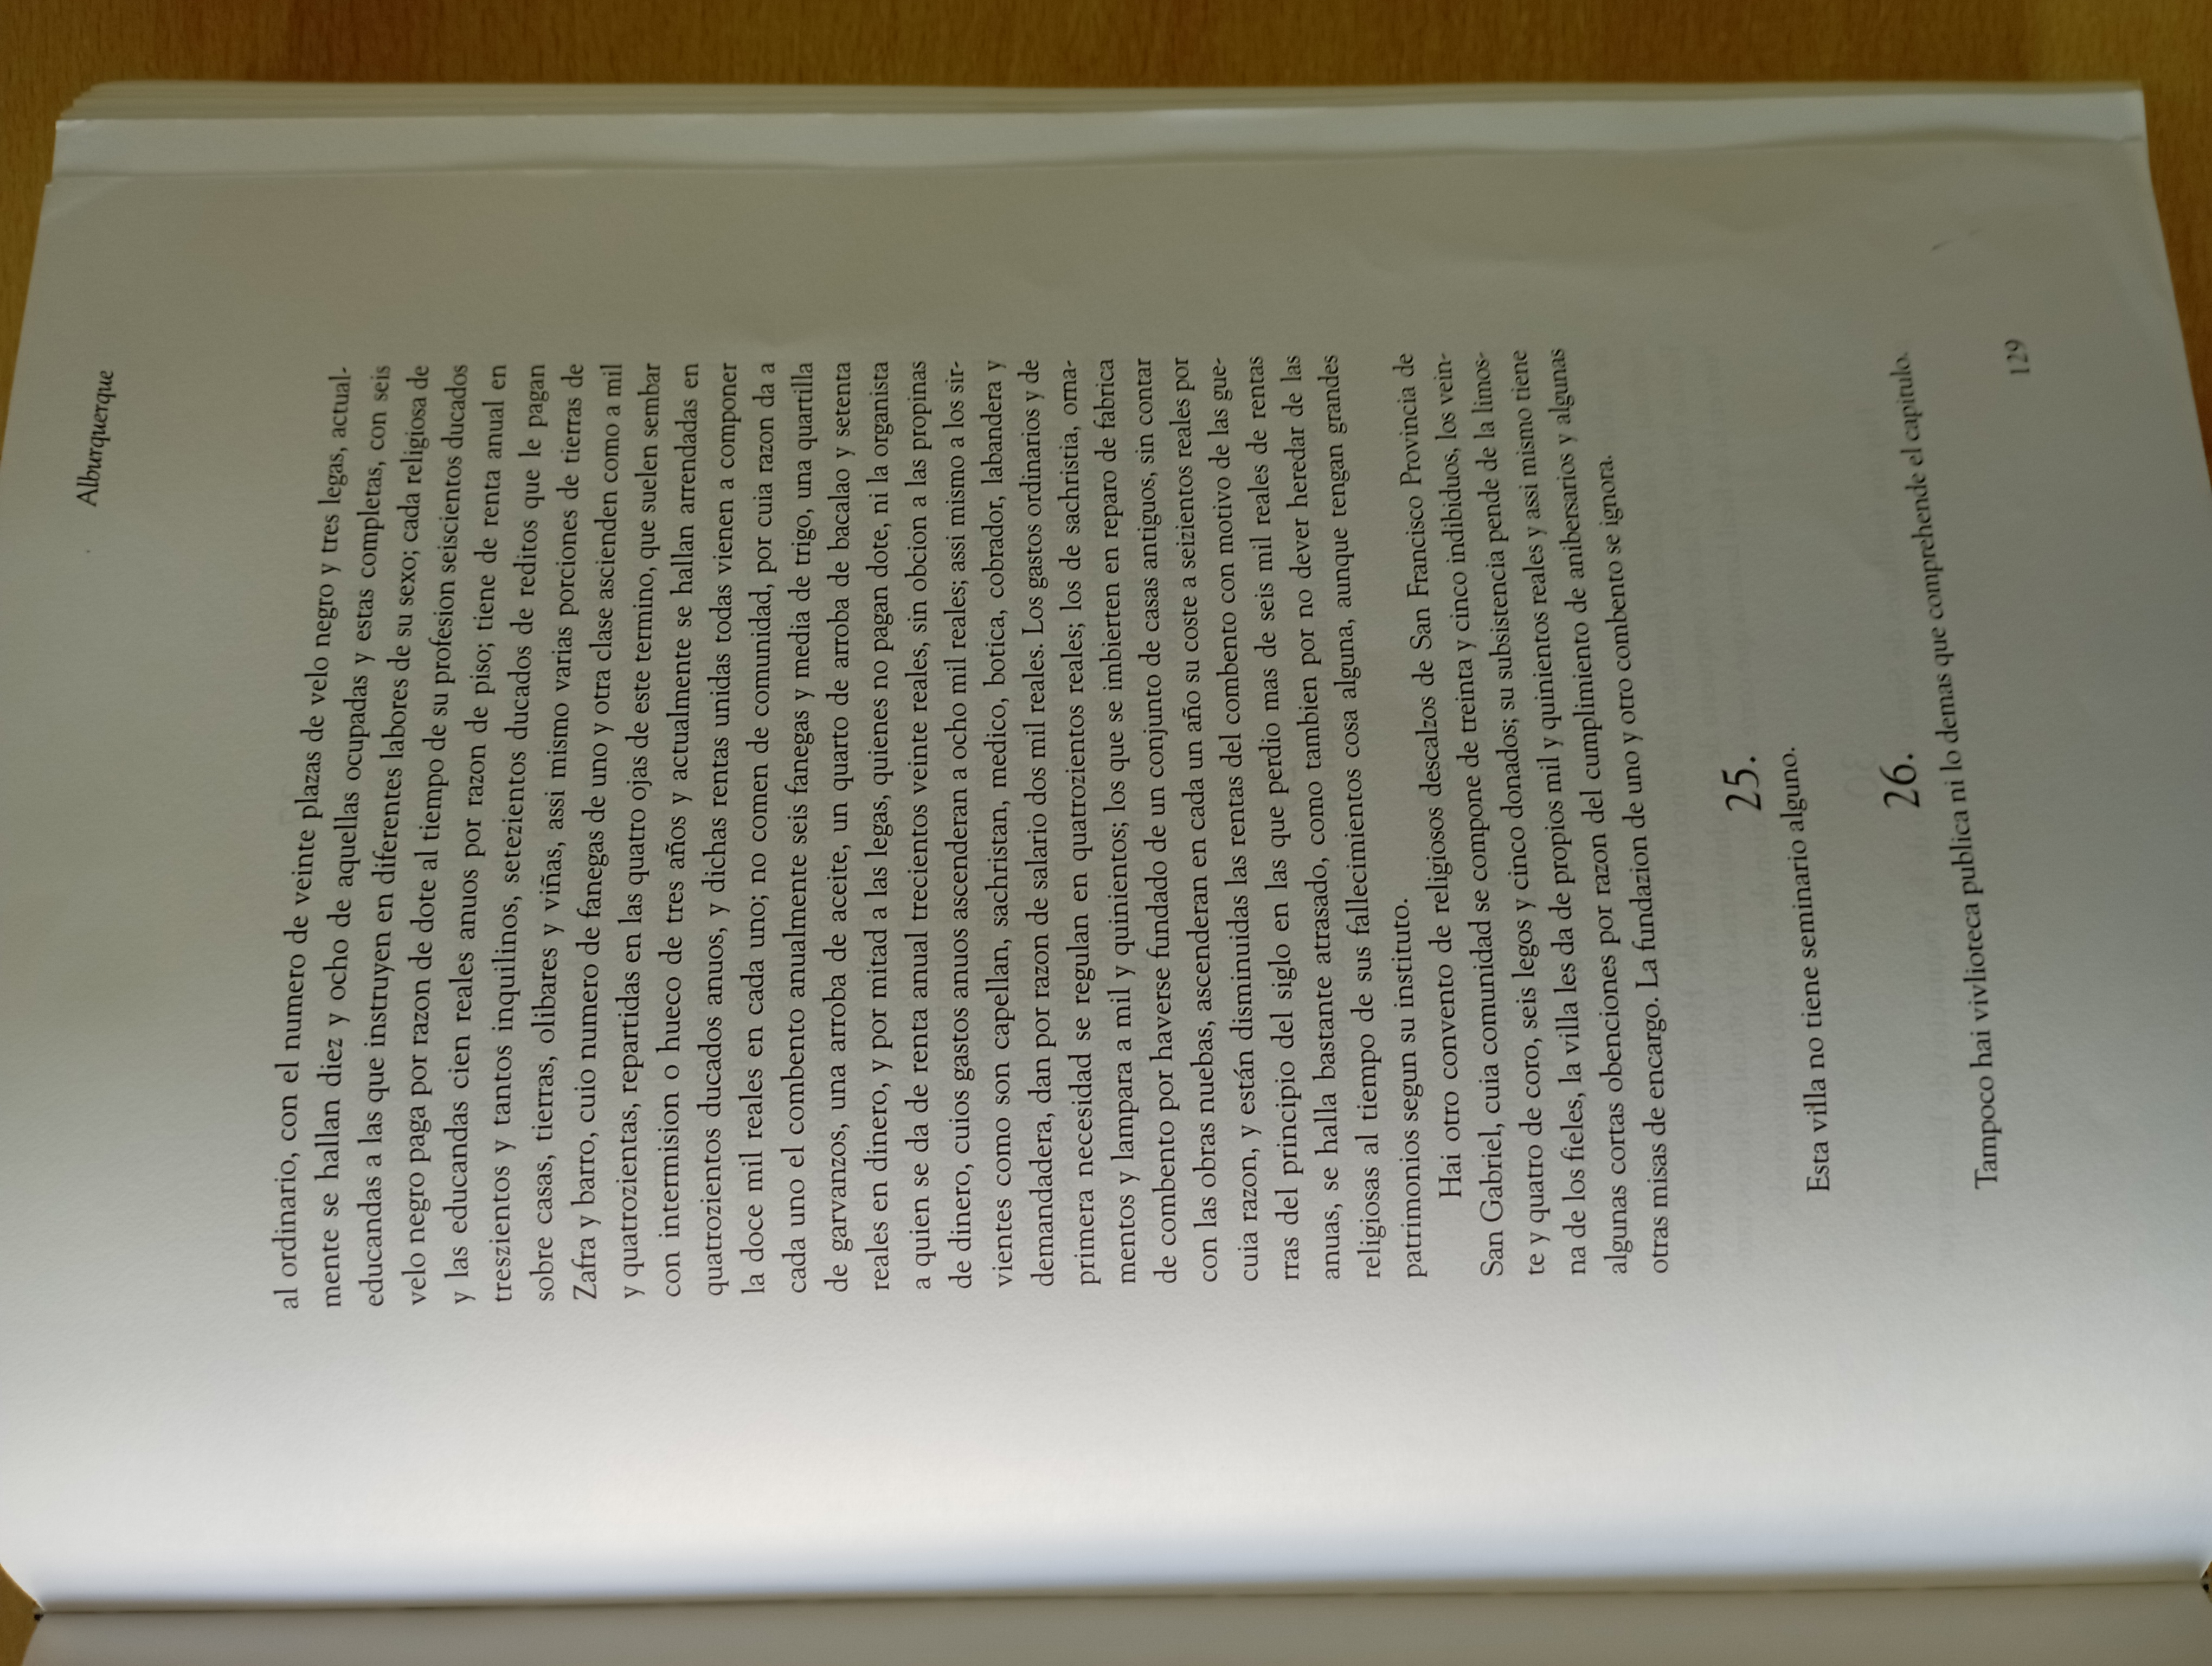 Alburquerque
al ordinario, con el numero de veinte plazas de velo negro y tres legas, actual-
mente se hallan diez y ocho de aquellas ocupadas y estas completas, con seis
educandas a las que instruyen en diferentes labores de su sexo; cada religiosa de
velo negro paga por razon de dote al tiempo de su profesion seiscientos ducados
y las educandas cien reales anuos por razon de piso; tiene de renta anual en
treszientos y tantos inquilinos, setezientos ducados de reditos que le pagan
sobre casas, tierras, olibares y viñas, assi mismo varias porciones de tierras de
Zafra y barro, cuio numero de fanegas de uno y otra clase ascienden como a mil
y quatrozientas, repartidas en las quatro ojas de este termino, que suelen sembar
con intermision o hueco de tres años y actualmente se hallan arrendadas en
quatrozientos ducados anuos, y dichas rentas unidas todas vienen a componer
la doce mil reales en cada uno; no comen de comunidad, por cuia razon da a
cada uno el combento anualmente seis fanegas y media de trigo, una quartilla
de garvanzos, una arroba de aceite, un quarto de arroba de bacalao y setenta
reales en dinero, y por mitad a las legas, quienes no pagan dote, ni la organista
a quien se da de renta anual trecientos veinte reales, sin obcion a las propinas
de dinero, cuios gastos anuos ascenderan a ocho mil reales; assi mismo a los sir-
vientes como son capellan, sachristan, medico, botica, cobrador, labandera y
demandadera, dan por razon de salario dos mil reales. Los gastos ordinarios y de
primera necesidad se regulan en quatrozientos reales; los de sachristia, orna-
mentos y lampara a mil y quinientos; los que se imbierten en reparo de fabrica
de combento por haverse fundado de un conjunto de casas antiguos, sin contar
con las obras nuebas, ascenderan en cada un año su coste a seizientos reales por
cuia razon, y están disminuidas las rentas del combento con motivo de las gue-
rras del principio del siglo en las que perdio mas de seis mil reales de rentas
anuas, se halla bastante atrasado, como tambien por no dever heredar de las
religiosas al tiempo de sus fallecimientos cosa alguna, aunque tengan grandes
patrimonios segun su instituto.
Hai otro convento de religiosos descalzos de San Francisco Provincia de
San Gabriel, cuia comunidad se compone de treinta y cinco indibiduos, los vein-
te y quatro de coro, seis legos y cinco donados; su subsistencia pende de la limos-
na de los fieles, la villa les da de propios mil y quinientos reales y assi mismo tiene
algunas cortas obenciones por razon del cumplimiento de anibersarios y algunas
otras misas de encargo. La fundazion de uno y otro combento se ignora.
25.
Esta villa no tiene seminario alguno.
26.
Tampoco hai vivlioteca publica ni lo demas que comprehende el capitulo.
129